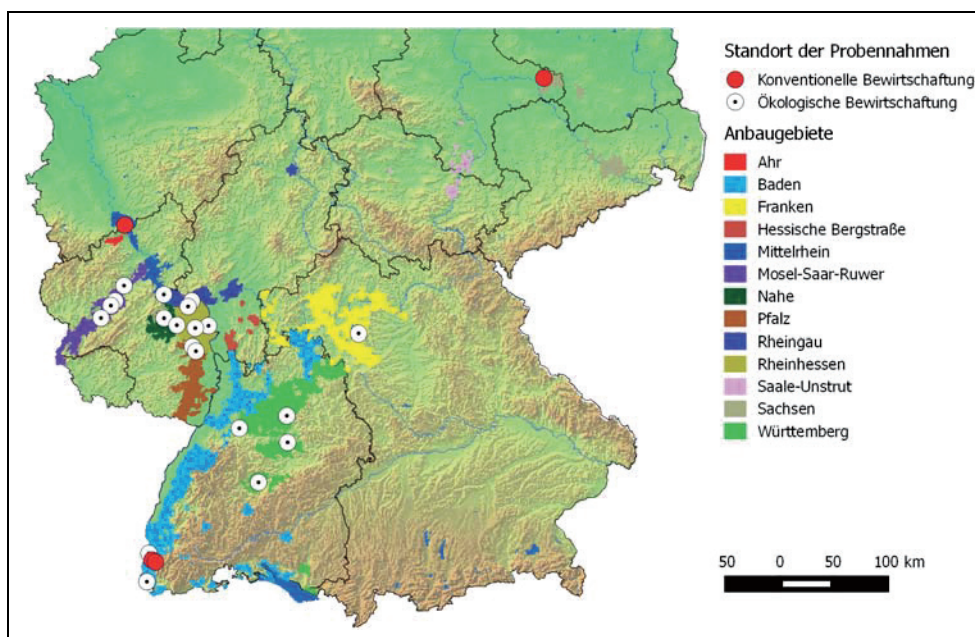 Standort der Probennahmen
Konventionelle Bewirtschaftung
Ökologische Bewirtschaftung
Anbaugebiete
Ahr
Baden
Franken
Hessische Bergstraße
Mittelrhein
Mosel-Saar-Ruwer
Nahe
Pfalz
Rheingau
Rheinhessen
Saale-Unstrut
Sachsen
Württemberg
50 0 50 100 km